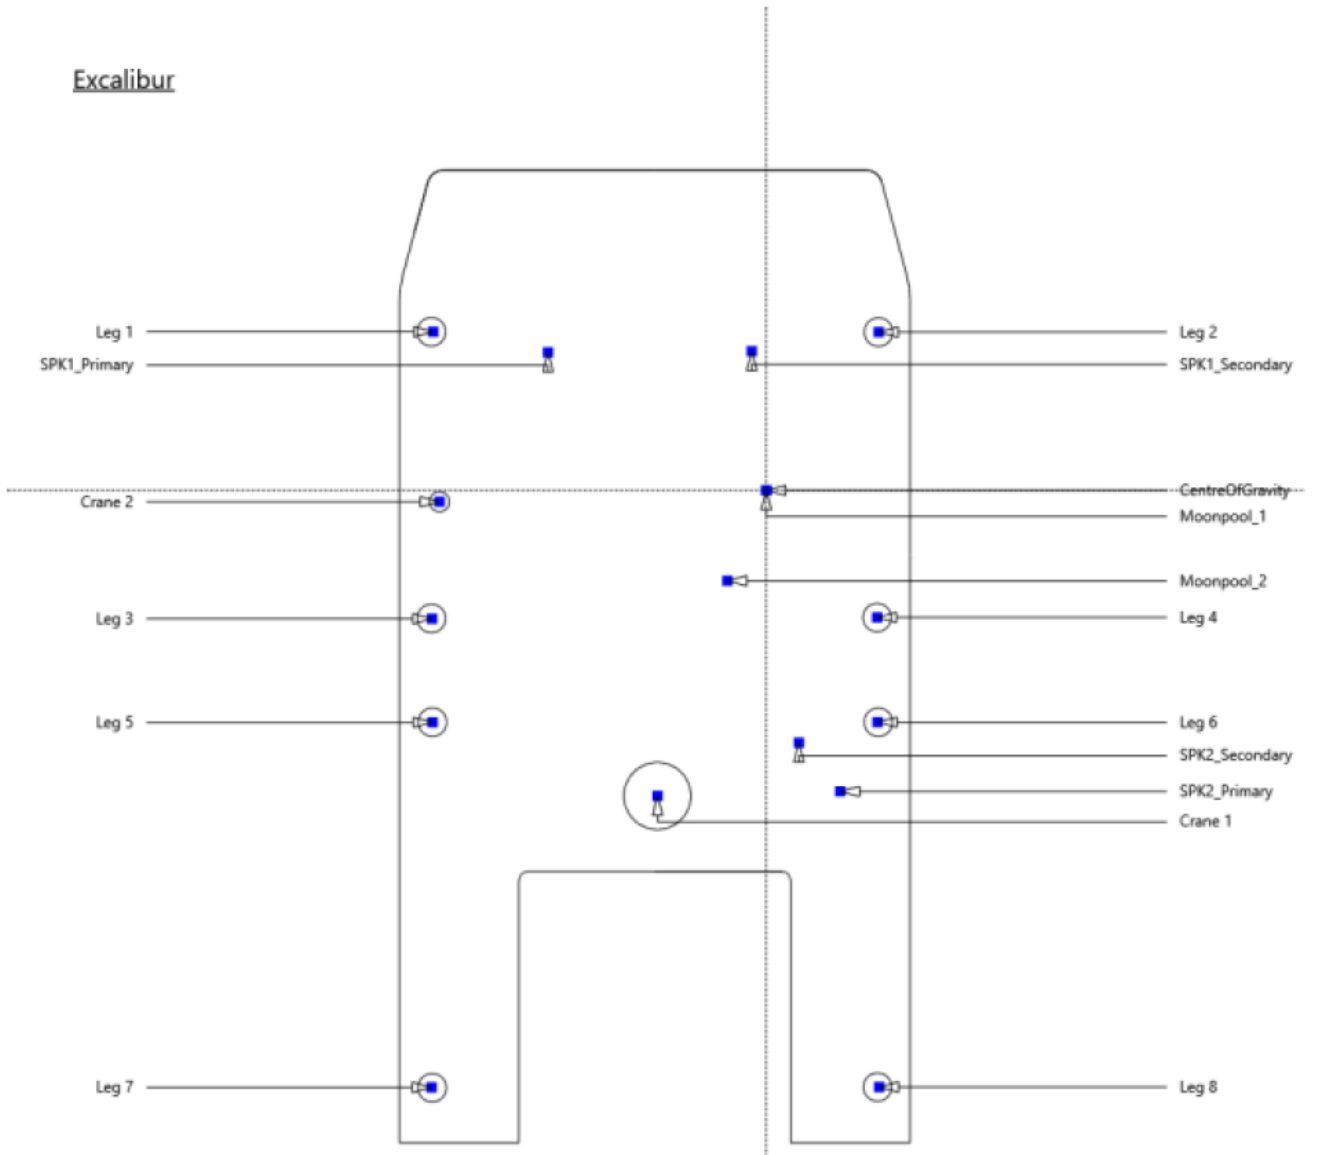 Excalibur
Leg 1
Leg 2
SPK1_Primary
SPK1_Secondary
CentreOfGravity
Crane 2
Moonpool_1
Moonpool_2
Leg 3
Leg 4
Leg 5
Leg 6
SPK2_Secondary
SPK2_Primary
Crane 1
Leg 7
Leg 8